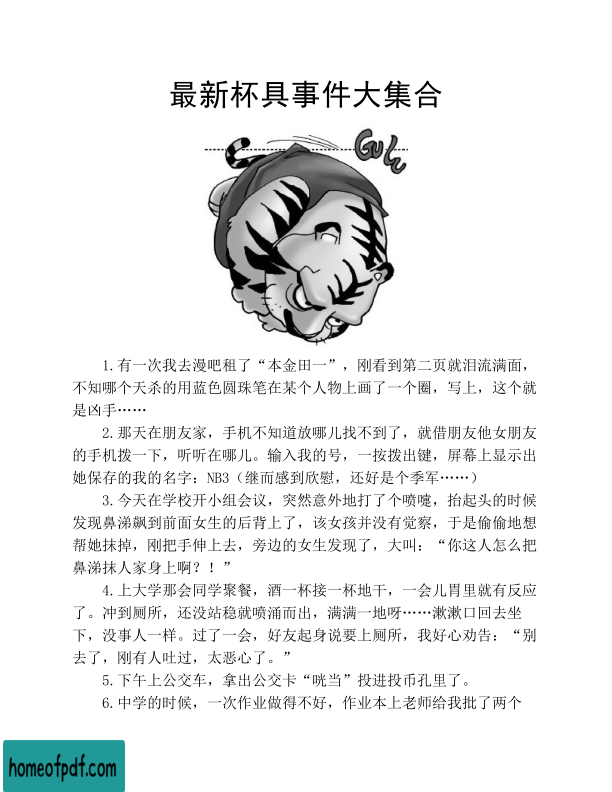 最新杯具事件大集合
GuLu
1.有一次我去漫吧租了“本金田一”，刚看到第二页就泪流满面，
不知哪个天杀的用蓝色圆珠笔在某个人物上画了一个圈，写上，这个就
是凶手……
2.那天在朋友家，手机不知道放哪儿找不到了，就借朋友他女朋友
的手机拨一下，听听在哪儿。输入我的号，一按拨出键，屏幕上显示出
她保存的我的名字：NB3（继而感到欣慰，还好是个季军……）
3.今天在学校开小组会议，突然意外地打了个喷嚏，抬起头的时候
发现鼻涕飙到前面女生的后背上了，该女孩并没有觉察，于是偷偷地想
帮她抹掉，刚把手伸上去，旁边的女生发现了，大叫：“你这人怎么把
鼻涕抹人家身上啊？！”
4.上大学那会同学聚餐，酒一杯接一杯地干，一会儿胃里就有反应
了。冲到厕所，还没站稳就喷涌而出，满满一地呀……漱漱口回去坐
下，没事人一样。过了一会，好友起身说要上厕所，我好心劝告：“别
去了，刚有人吐过，太恶心了。”
5.下午上公交车，拿出公交卡“咣当”投进投币孔里了。
6.中学的时候，一次作业做得不好，作业本上老师给我批了两个
homeofpdf.com